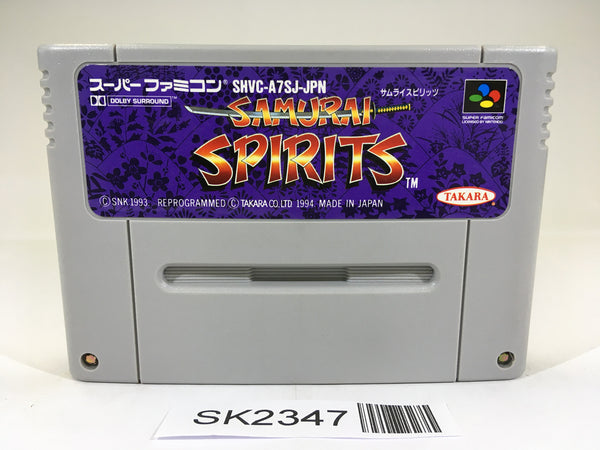 スーパーファミコン® SHVC-A7SJ-JPN
DOLBY SURROUND
サムライスピリッツ
SAMURAI
SPIRITS™
SUPER FAMICOM
LICENSED BY NINTENDO
TAKARA
©SNK 1993. REPROGRAMMED ©TAKARA CO.,LTD 1994. MADE IN JAPAN
SK2347